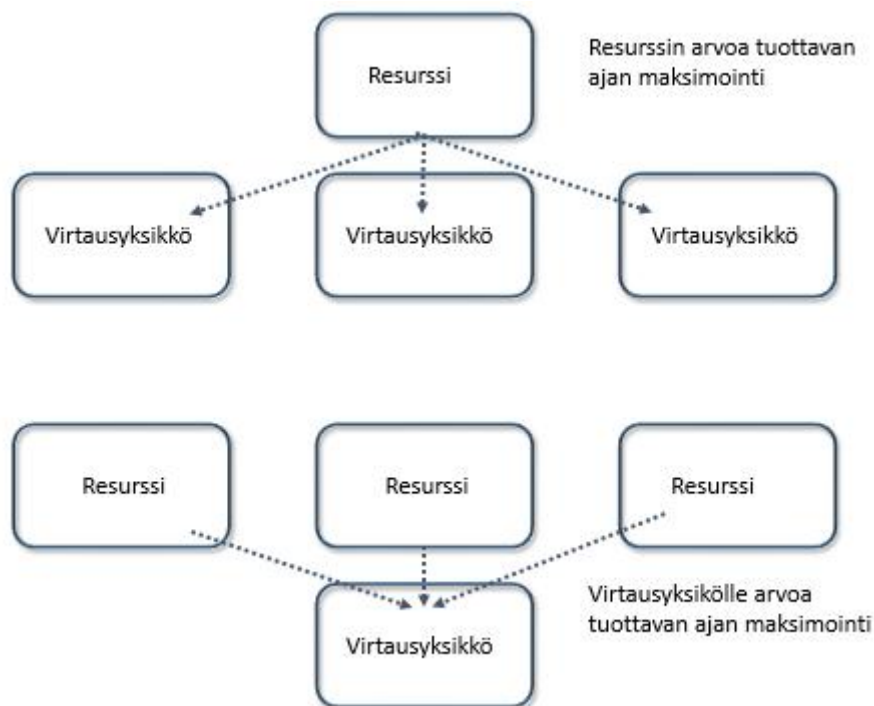 Resurssi
Resurssin arvoa tuottavan
ajan maksimointi
Virtausyksikkö
Virtausyksikkö
Virtausyksikkö
Resurssi
Resurssi
Resurssi
Virtausyksikkö
Virtausyksikölle arvoa
tuottavan ajan maksimointi